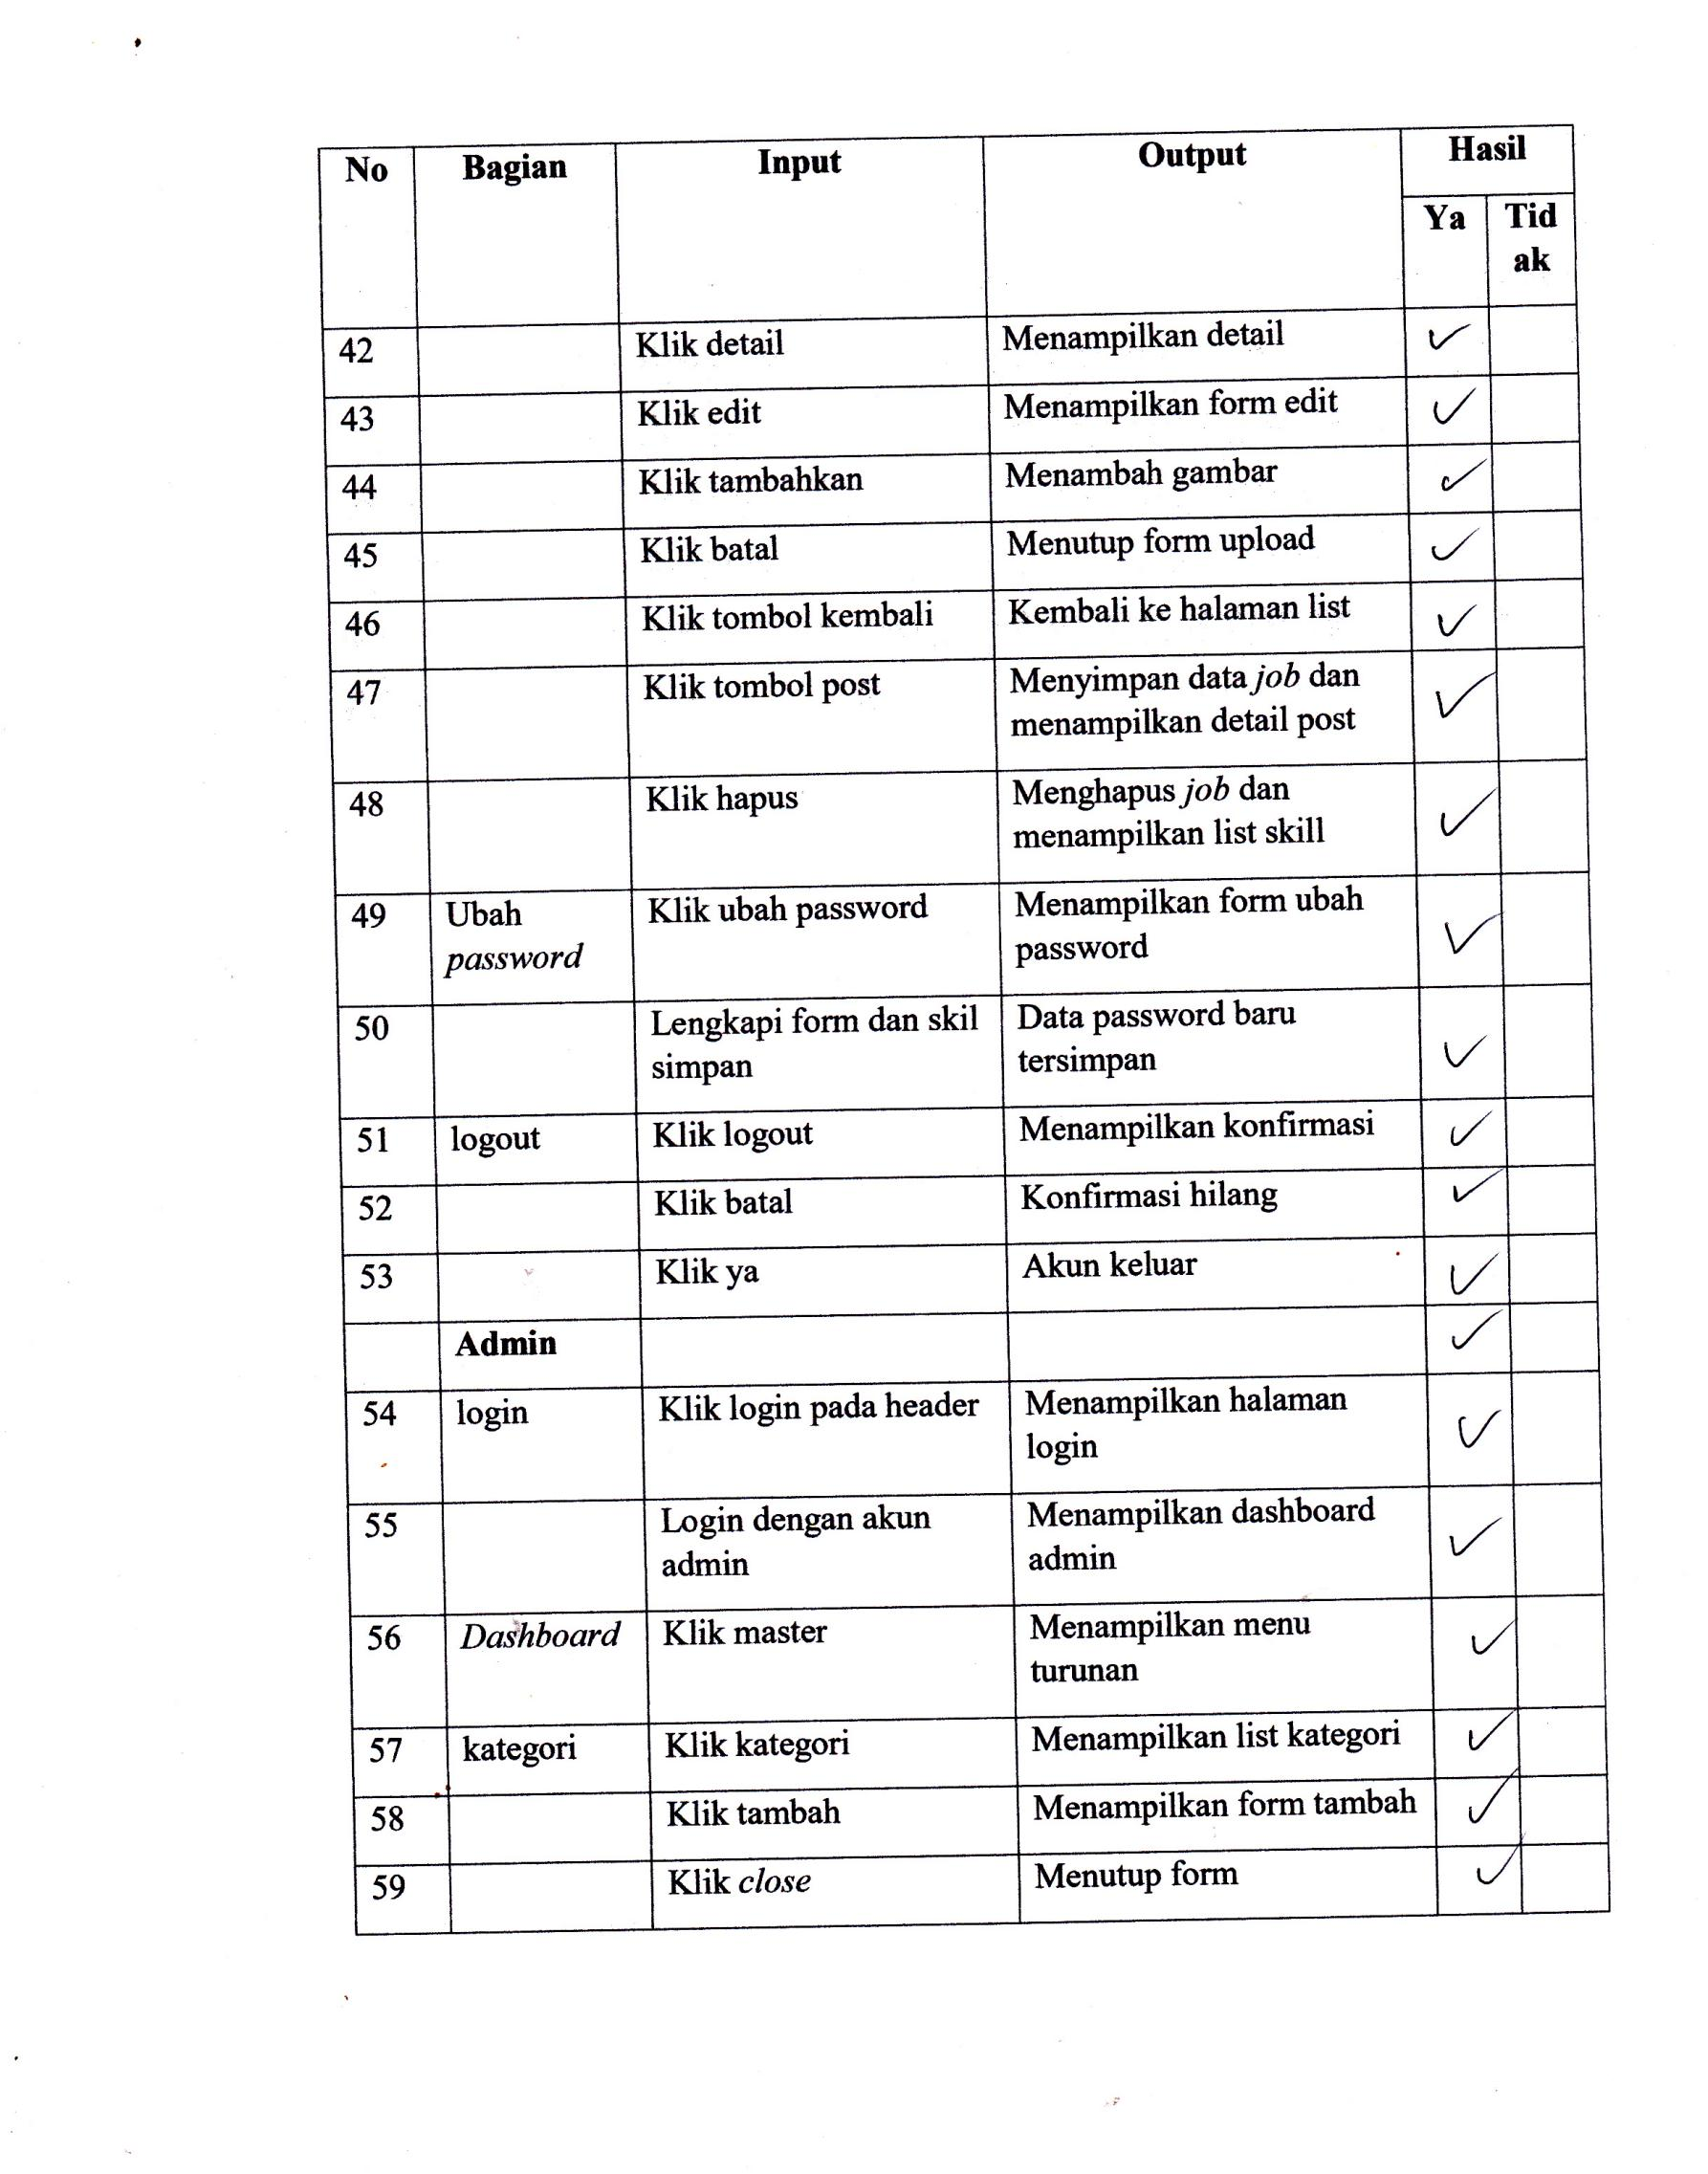 No Bagian Input Output Hasil
Ya Tid
ak
42 Klik detail Menampilkan detail ✓
43 Klik edit Menampilkan form edit ✓
44 Klik tambahkan Menambah gambar ✓
45 Klik batal Menutup form upload ✓
46 Klik tombol kembali Kembali ke halaman list ✓
47 Klik tombol post Menyimpan data job dan
menampilkan detail post ✓
48 Klik hapus Menghapus job dan
menampilkan list skill ✓
49 Ubah Klik ubah password Menampilkan form ubah
password password ✓
50 Lengkapi form dan skil Data password baru
simpan tersimpan ✓
51 logout Klik logout Menampilkan konfirmasi ✓
52 Klik batal Konfirmasi hilang ✓
53 Klik ya Akun keluar ✓
Admin ✓
54 login Klik login pada header Menampilkan halaman
login ✓
55 Login dengan akun Menampilkan dashboard
admin admin ✓
56 Dashboard Klik master Menampilkan menu
turunan ✓
57 kategori Klik kategori Menampilkan list kategori ✓
58 Klik tambah Menampilkan form tambah ✓
59 Klik close Menutup form ✓